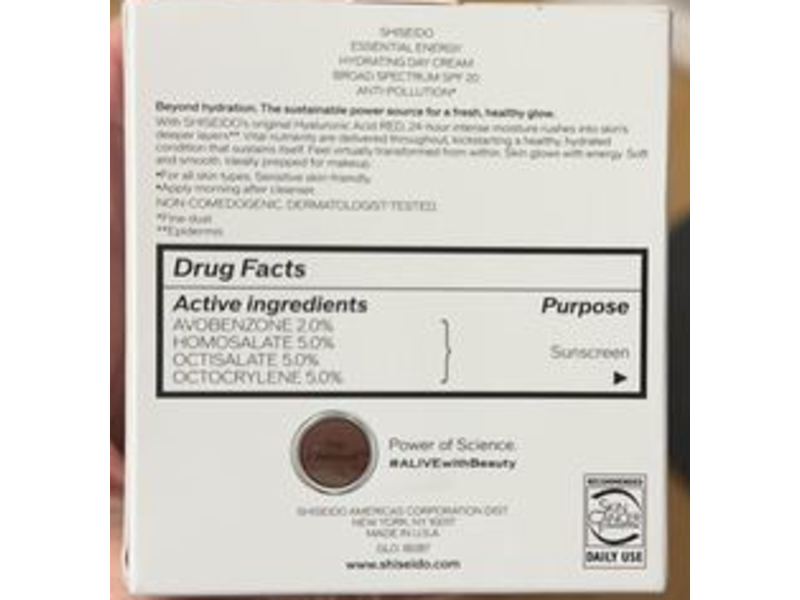 SHISEIDO
ESSENTIAL ENERGY
HYDRATING DAY CREAM
BROAD SPECTRUM SPF 20
ANTI-POLLUTION*
Beyond hydration. The sustainable power source for a fresh, healthy glow.
With SHISEIDO's original Hyaluronic Acid RED, 24-hour intense moisture rushes into skin's
deeper layers**. Vital nutrients are delivered throughout, kickstarting a healthy, hydrated
condition that sustains itself. Feel virtually transformed from within. Skin glows with energy. Soft
and smooth. Ideally prepped for makeup.
•For all skin types. Sensitive skin-friendly.
•Apply morning after cleanser.
NON-COMEDOGENIC. DERMATOLOGIST-TESTED.
*Fine dust
**Epidermis
Drug Facts
Active ingredients Purpose
AVOBENZONE 2.0%
HOMOSALATE 5.0%
OCTISALATE 5.0%
Sunscreen
OCTOCRYLENE 5.0%
Power of Science.
#ALIVEwithBeauty
SHISEIDO AMERICAS CORPORATION DIST
NEW YORK, NY 10017
MADE IN U.S.A.
www.shiseido.com
RECOMMENDED
SKIN
CANCER
FOUNDATION
DAILY USE